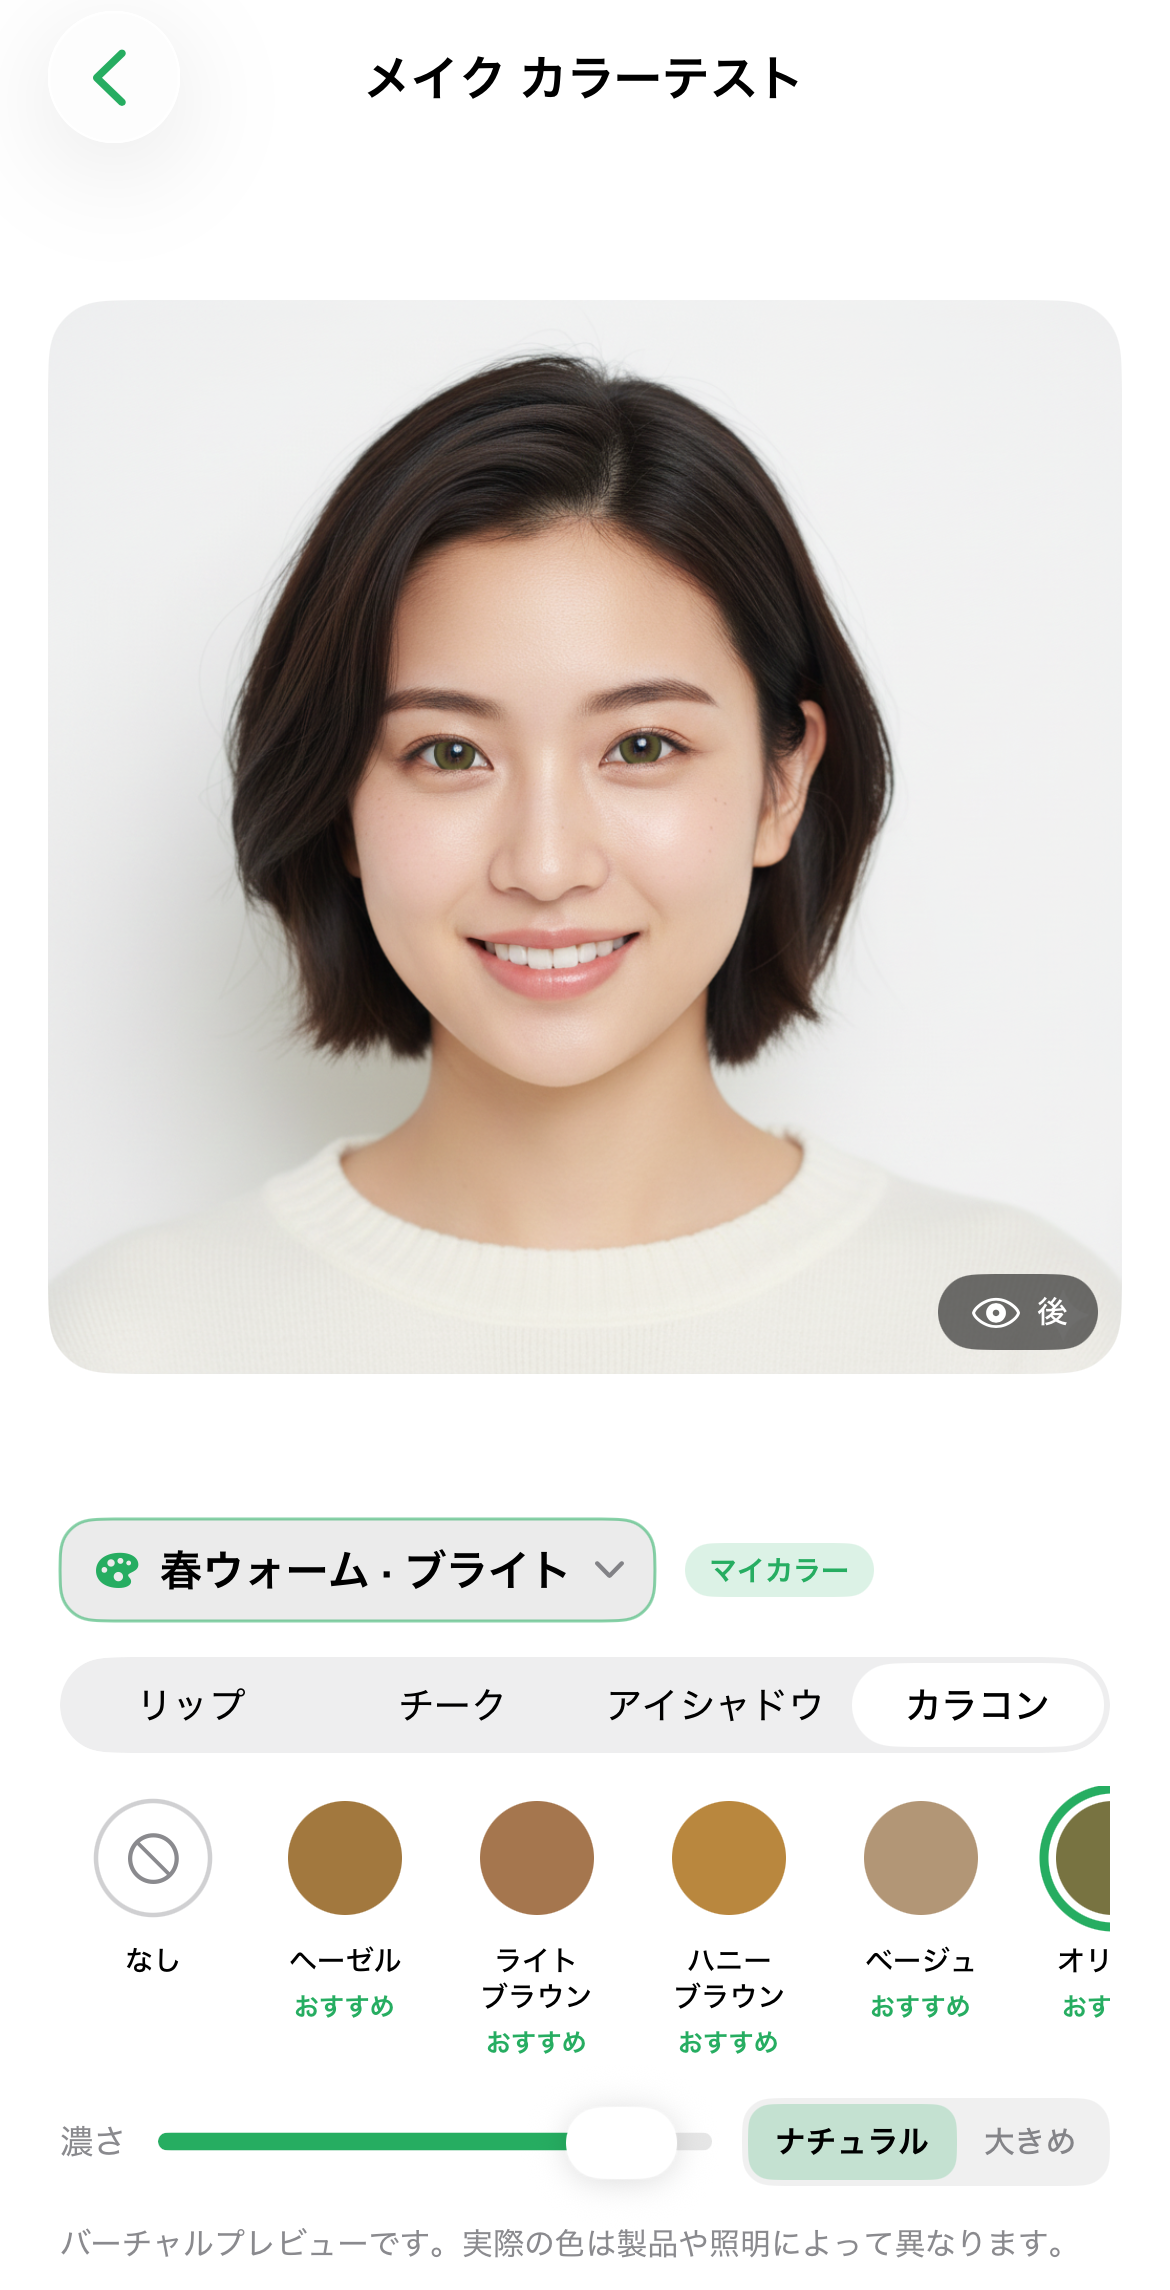 メイク カラーテスト
後
春ウォーム · ブライト
マイカラー
リップ
チーク
アイシャドウ
カラコン
なし
ヘーゼル
おすすめ
ライト
ブラウン
おすすめ
ハニー
ブラウン
おすすめ
ベージュ
おすすめ
オリ
おす
濃さ
ナチュラル
大きめ
バーチャルプレビューです。実際の色は製品や照明によって異なります。